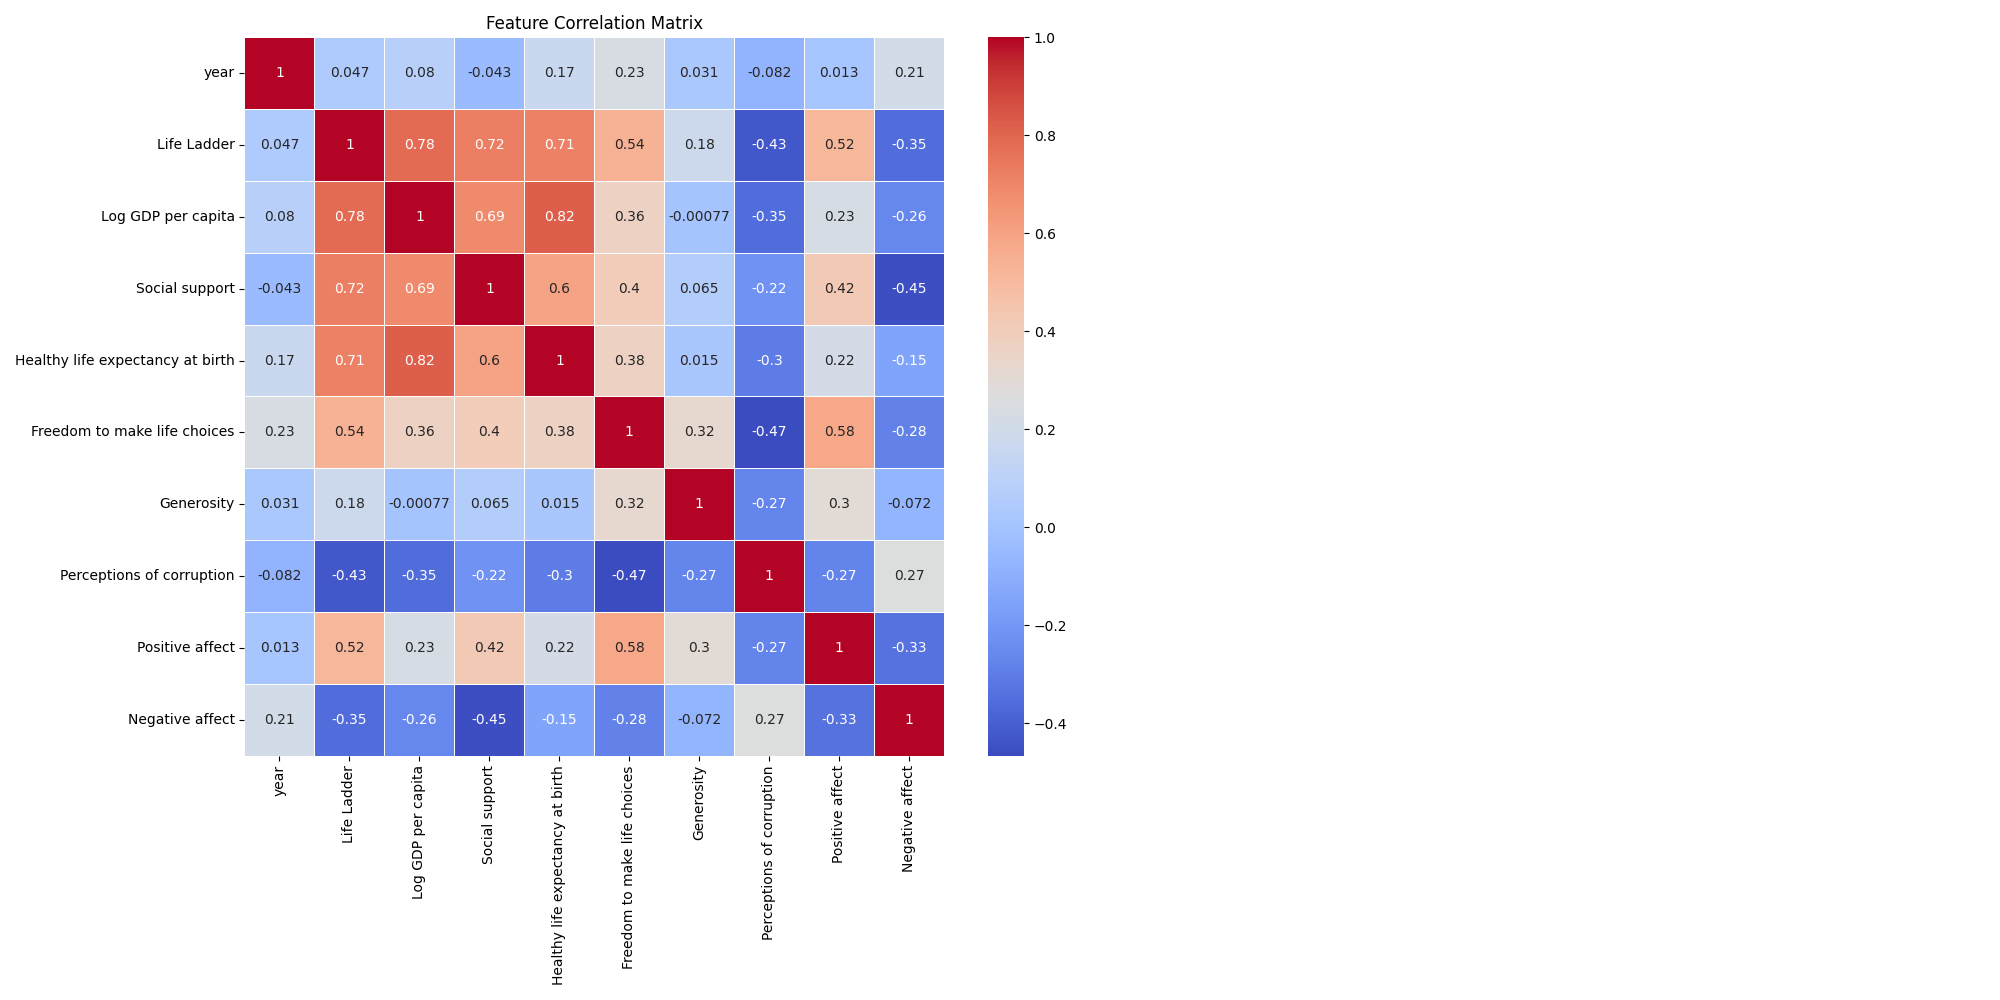 Feature Correlation Matrix
year 1 0.047 0.08 -0.043 0.17 0.23 0.031 -0.082 0.013 0.21
Life Ladder 0.047 1 0.78 0.72 0.71 0.54 0.18 -0.43 0.52 -0.35
Log GDP per capita 0.08 0.78 1 0.69 0.82 0.36 -0.00077 -0.35 0.23 -0.26
Social support -0.043 0.72 0.69 1 0.6 0.4 0.065 -0.22 0.42 -0.45
Healthy life expectancy at birth 0.17 0.71 0.82 0.6 1 0.38 0.015 -0.3 0.22 -0.15
Freedom to make life choices 0.23 0.54 0.36 0.4 0.38 1 0.32 -0.47 0.58 -0.28
Generosity 0.031 0.18 -0.00077 0.065 0.015 0.32 1 -0.27 0.3 -0.072
Perceptions of corruption -0.082 -0.43 -0.35 -0.22 -0.3 -0.47 -0.27 1 -0.27 0.27
Positive affect 0.013 0.52 0.23 0.42 0.22 0.58 0.3 -0.27 1 -0.33
Negative affect 0.21 -0.35 -0.26 -0.45 -0.15 -0.28 -0.072 0.27 -0.33 1
year
Life Ladder
Log GDP per capita
Social support
Healthy life expectancy at birth
Freedom to make life choices
Generosity
Perceptions of corruption
Positive affect
Negative affect
1.0
0.8
0.6
0.4
0.2
0.0
−0.2
−0.4